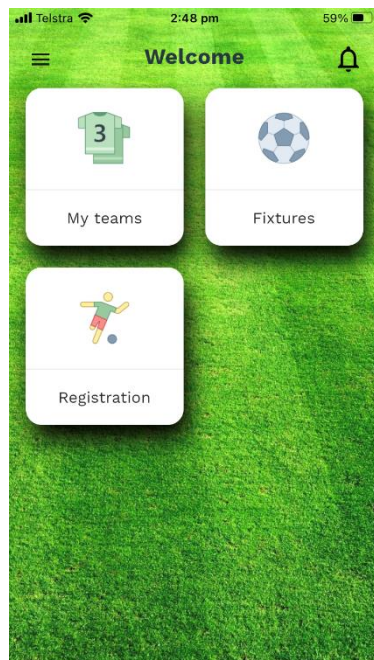 Telstra 2:48 pm 59%
Welcome
3
My teams Fixtures
Registration